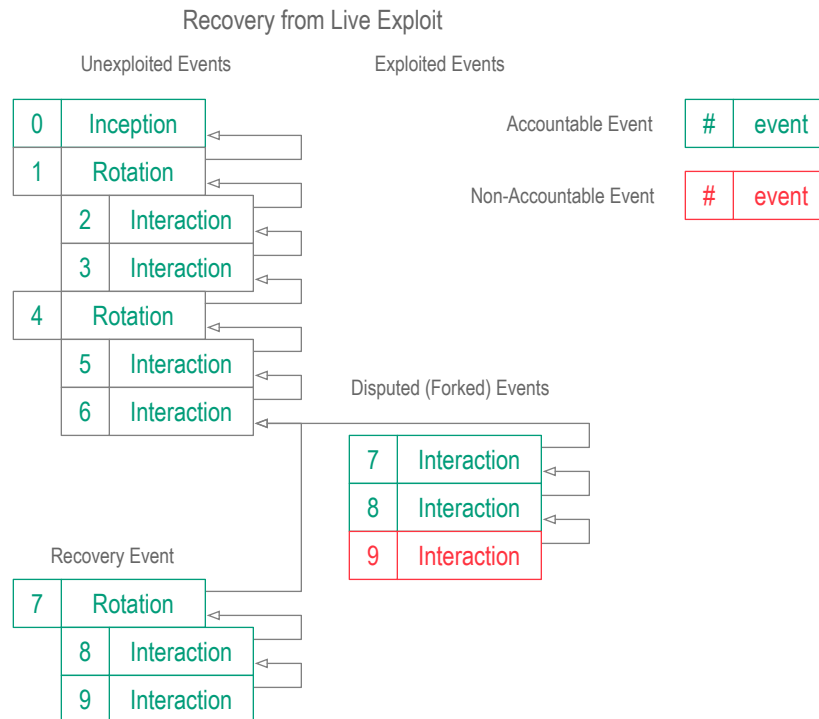 Recovery from Live Exploit
Unexploited Events
Exploited Events
0 Inception
1 Rotation
2 Interaction
3 Interaction
4 Rotation
5 Interaction
6 Interaction
Accountable Event # event
Non-Accountable Event # event
Disputed (Forked) Events
7 Interaction
8 Interaction
9 Interaction
Recovery Event
7 Rotation
8 Interaction
9 Interaction